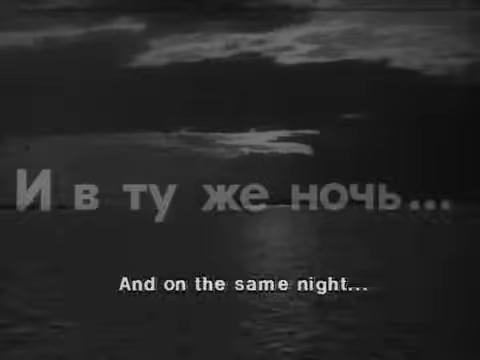 И в ту же ночь...
And on the same night...